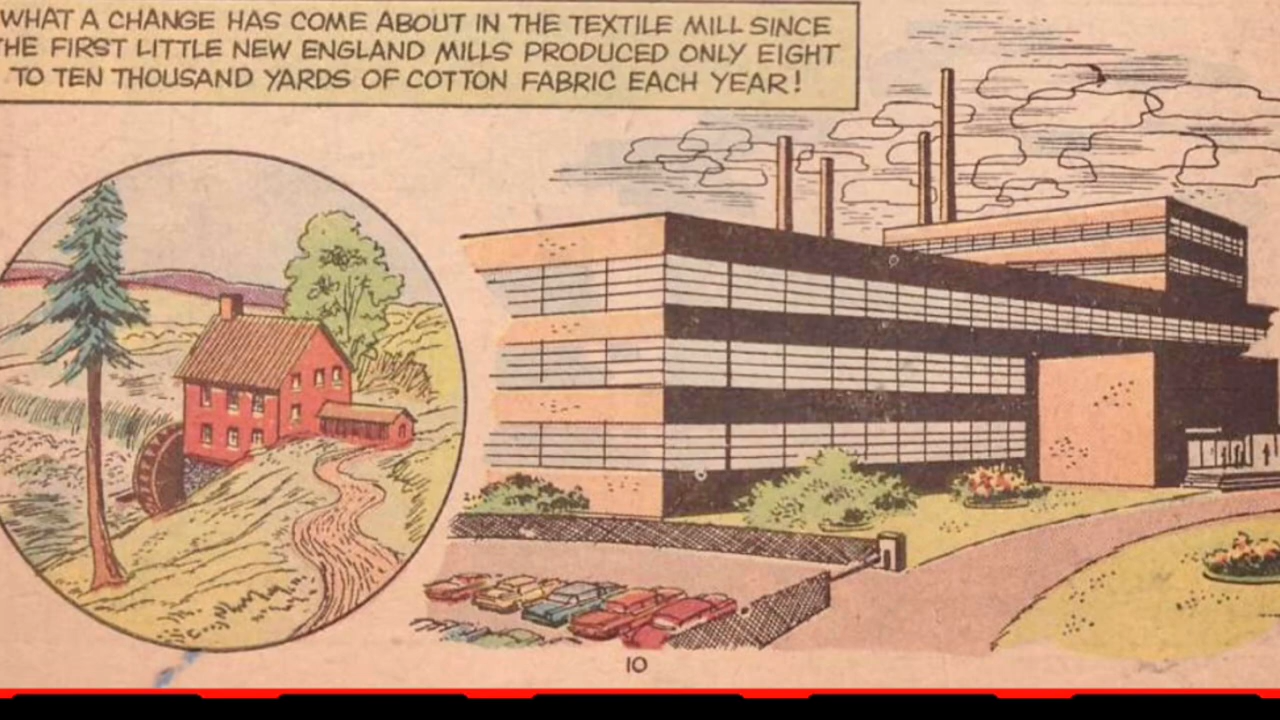 WHAT A CHANGE HAS COME ABOUT IN THE TEXTILE MILL SINCE
THE FIRST LITTLE NEW ENGLAND MILLS PRODUCED ONLY EIGHT
TO TEN THOUSAND YARDS OF COTTON FABRIC EACH YEAR!
10